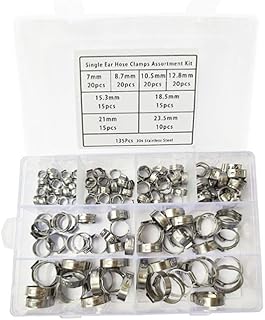 Single Ear Hose Clamps Assortment Kit
7mm 8.7mm 10.5mm 12.8mm
20pcs 20pcs 20pcs 20pcs
15.3mm 18.5mm
15pcs 15pcs
21mm 23.5mm
15pcs 10pcs
135Pcs 304 Stainless Steel